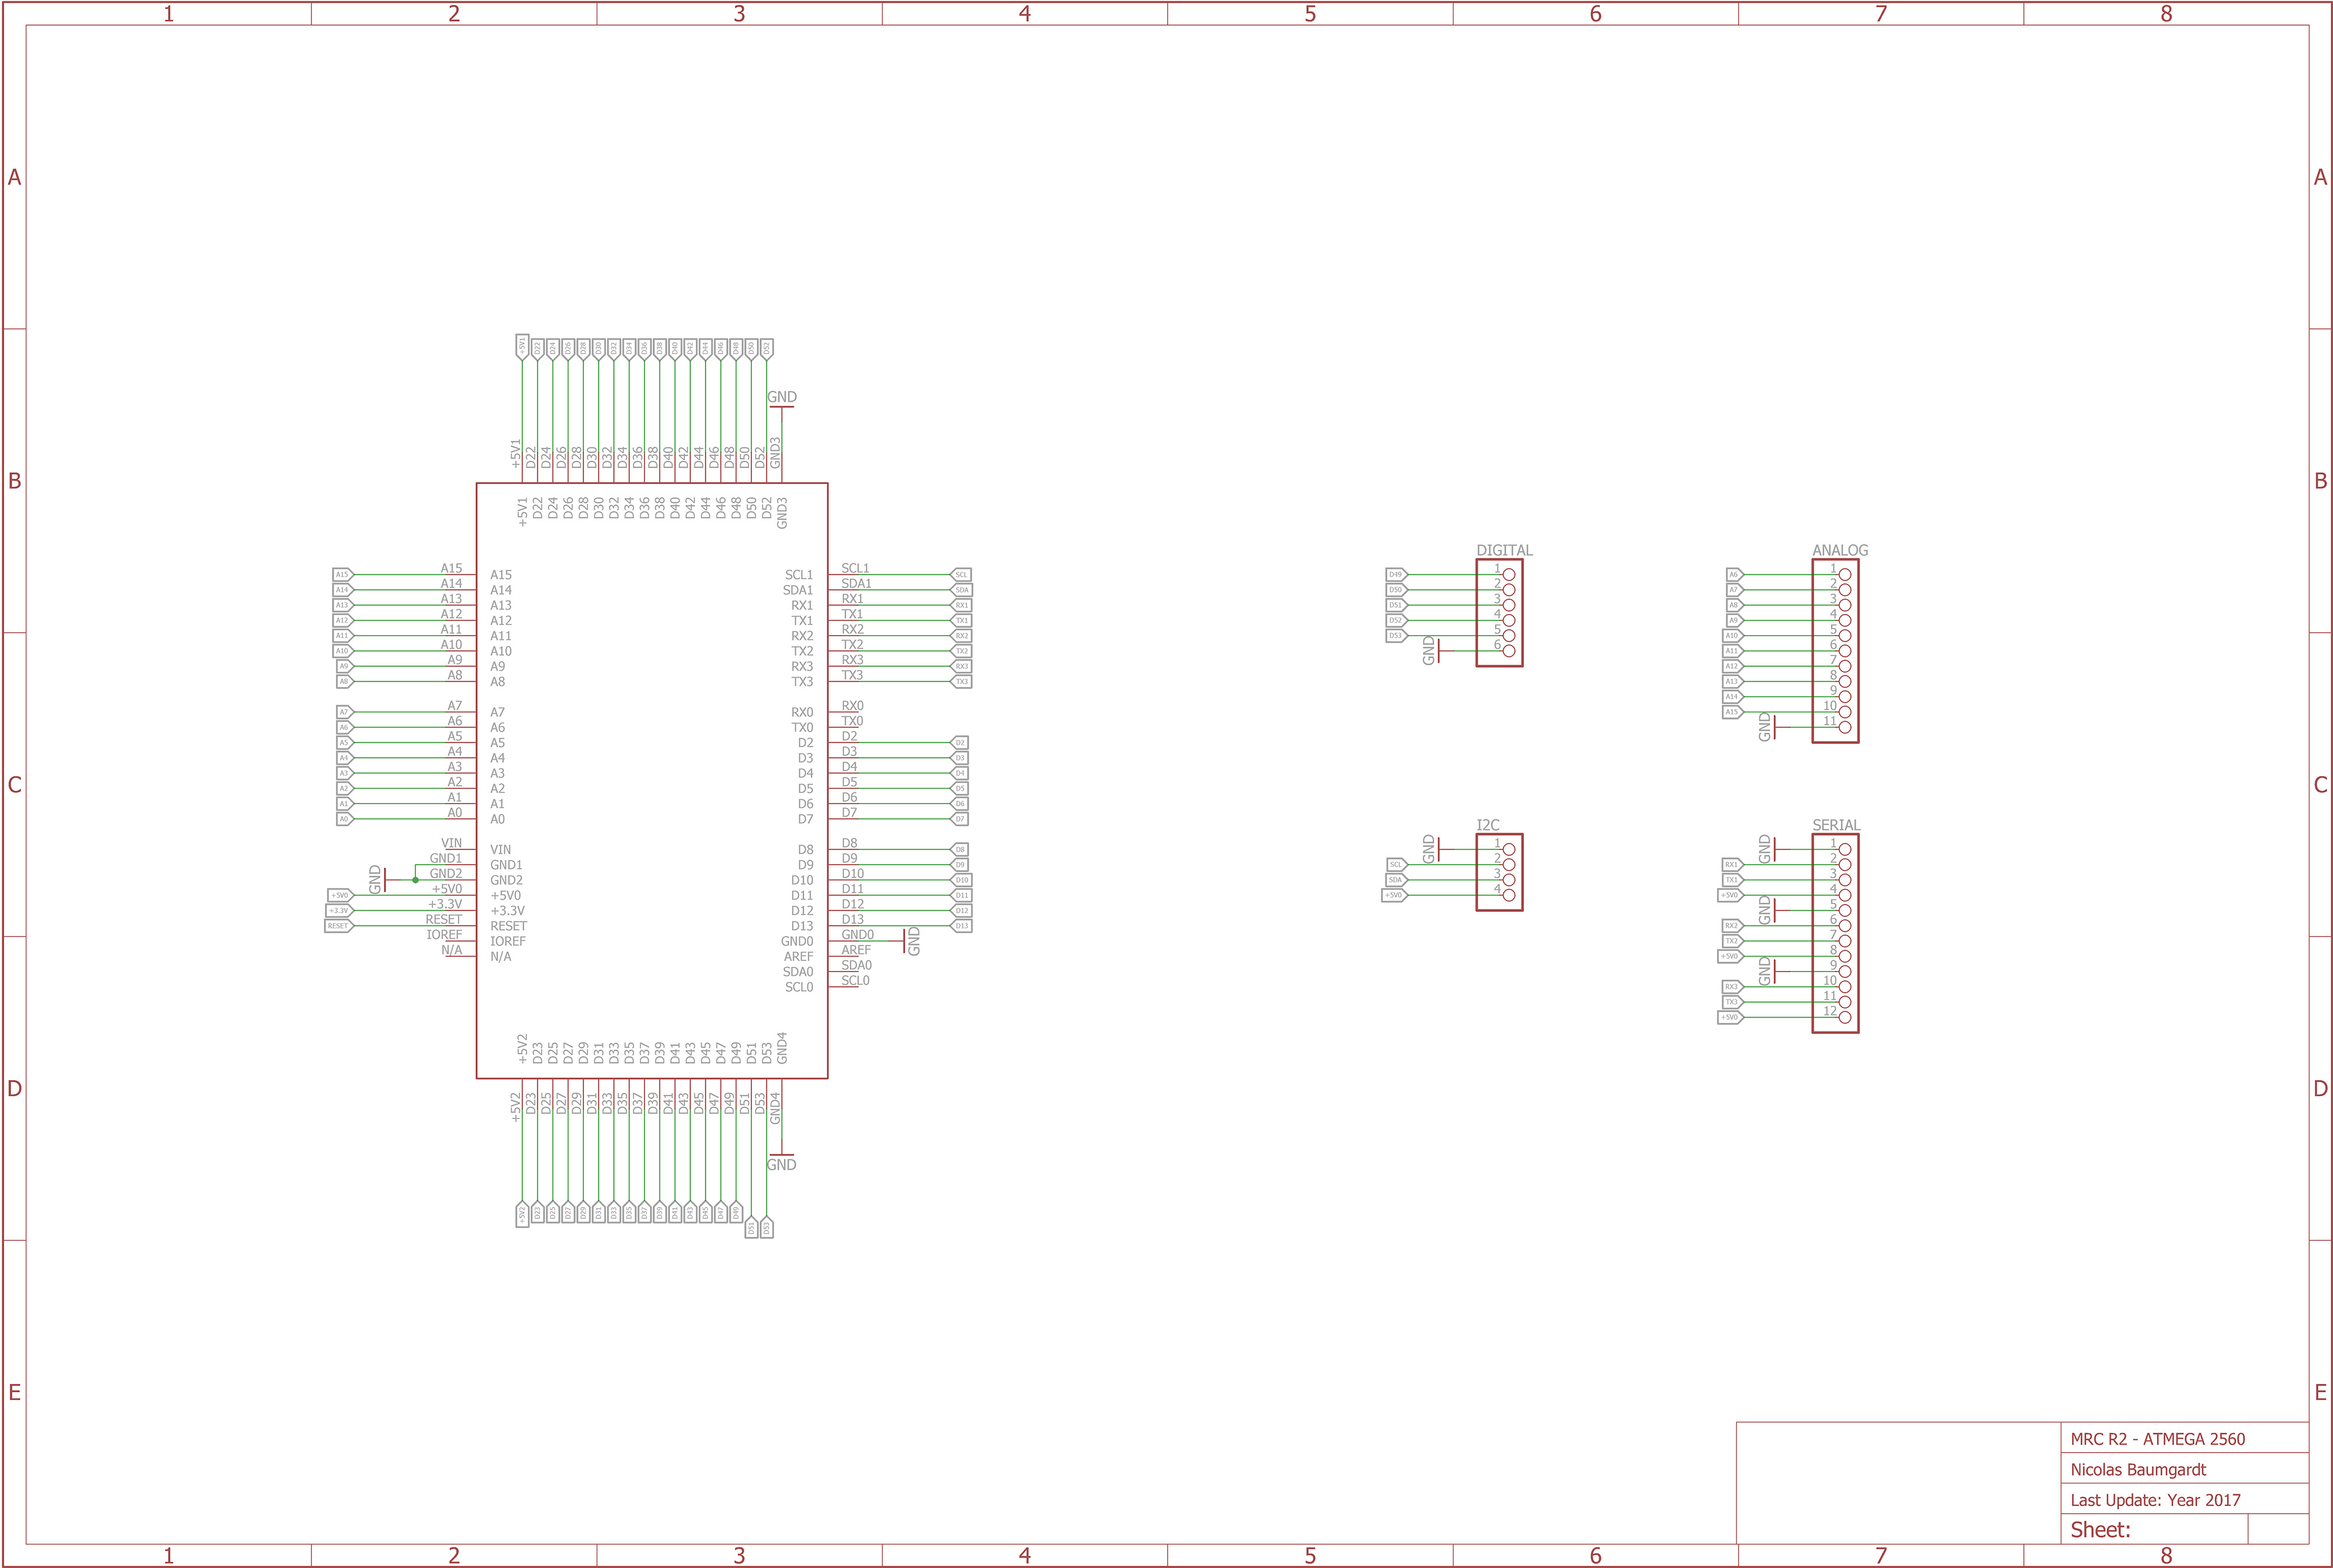 1 2 3 4 5 6 7 8
A A
B B
C C
D D
E E
+5V1 D22 D24 D26 D28 D30 D32 D34 D36 D38 D40 D42 D44 D46 D48 D50 D52
GND
+5V1 D22 D24 D26 D28 D30 D32 D34 D36 D38 D40 D42 D44 D46 D48 D50 D52 GND3
+5V1 D22 D24 D26 D28 D30 D32 D34 D36 D38 D40 D42 D44 D46 D48 D50 D52 GND3
A15 A15 A15
A14 A14 A14
A13 A13 A13
A12 A12 A12
A11 A11 A11
A10 A10 A10
A9 A9 A9
A8 A8 A8
A7 A7 A7
A6 A6 A6
A5 A5 A5
A4 A4 A4
A3 A3 A3
A2 A2 A2
A1 A1 A1
A0 A0 A0
VIN VIN
GND1 GND1
GND GND2 GND2
+5V0 +5V0 +5V0
+3.3V +3.3V +3.3V
RESET RESET RESET
IOREF IOREF
N/A N/A
SCL1 SCL1 SCL
SDA1 SDA1 SDA
RX1 RX1 RX1
TX1 TX1 TX1
RX2 RX2 RX2
TX2 TX2 TX2
RX3 RX3 RX3
TX3 TX3 TX3
RX0 RX0
TX0 TX0
D2 D2 D2
D3 D3 D3
D4 D4 D4
D5 D5 D5
D6 D6 D6
D7 D7 D7
D8 D8 D8
D9 D9 D9
D10 D10 D10
D11 D11 D11
D12 D12 D12
D13 D13 D13
GND0 GND0 GND
AREF AREF
SDA0 SDA0
SCL0 SCL0
+5V2 D23 D25 D27 D29 D31 D33 D35 D37 D39 D41 D43 D45 D47 D49 D51 D53 GND4
+5V2 D23 D25 D27 D29 D31 D33 D35 D37 D39 D41 D43 D45 D47 D49 D51 D53 GND4
GND
+5V2 D23 D25 D27 D29 D31 D33 D35 D37 D39 D41 D43 D45 D47 D49 D51 D53
DIGITAL
D49 1
D50 2
D51 3
D52 4
D53 5
GND 6
ANALOG
A6 1
A7 2
A8 3
A9 4
A10 5
A11 6
A12 7
A13 8
A14 9
A15 10
GND 11
I2C
GND 1
SCL 2
SDA 3
+5V0 4
SERIAL
GND 1
RX1 2
TX1 3
+5V0 4
GND 5
RX2 6
TX2 7
+5V0 8
GND 9
RX3 10
TX3 11
+5V0 12
MRC R2 - ATMEGA 2560
Nicolas Baumgardt
Last Update: Year 2017
Sheet:
1 2 3 4 5 6 7 8